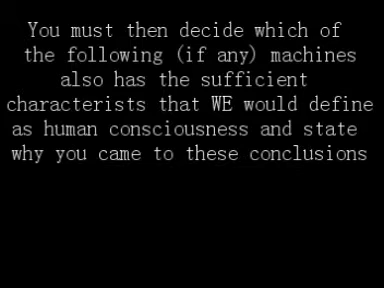 You must then decide which of
the following (if any) machines
also has the sufficient
characterists that WE would define
as human consciousness and state
why you came to these conclusions